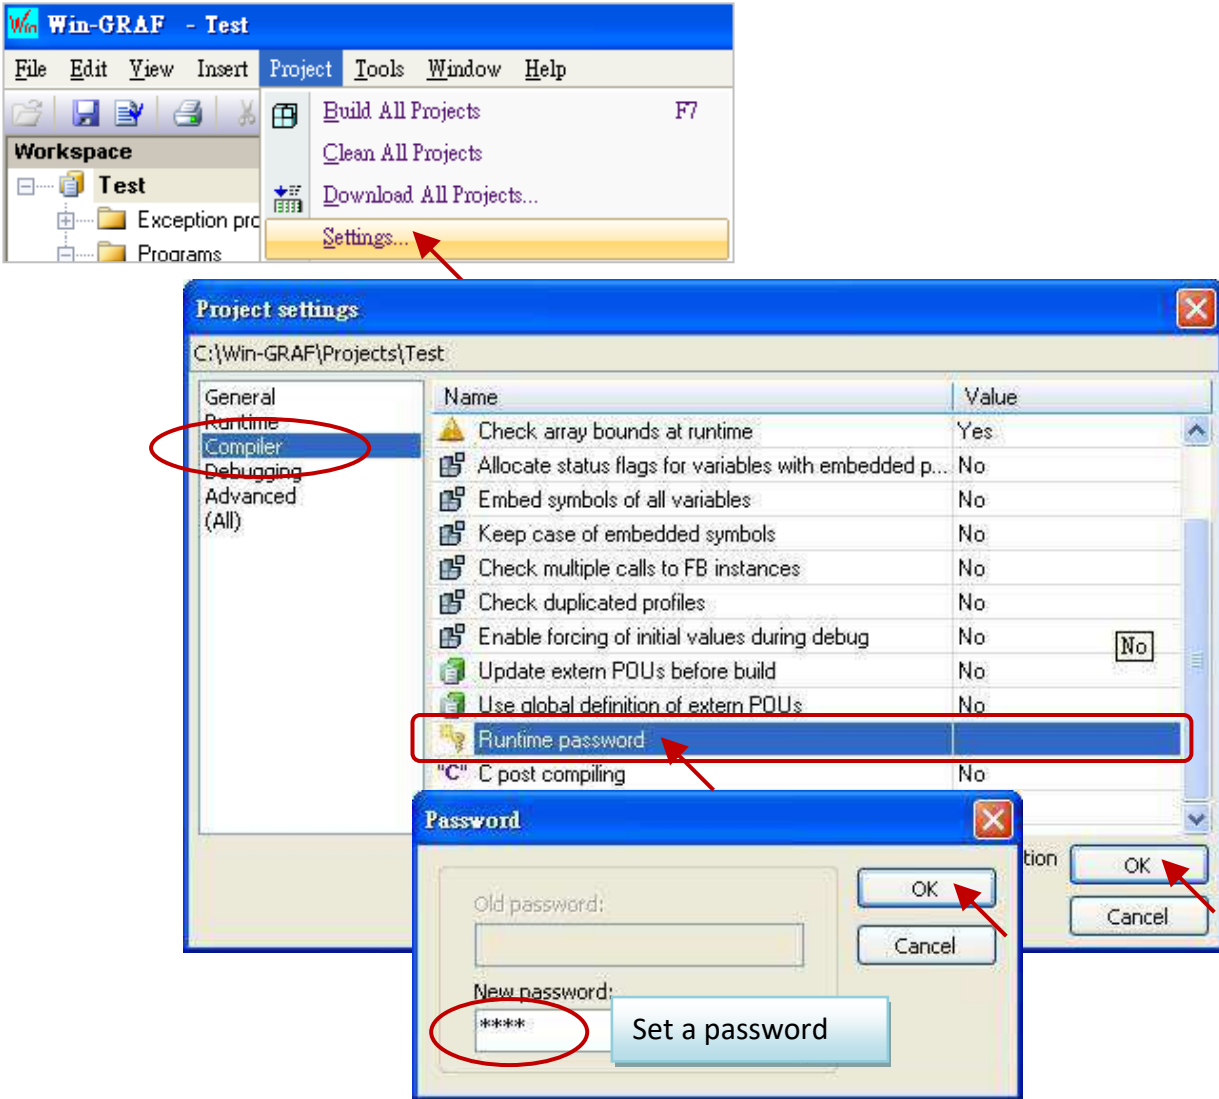 Win Win-GRAF - Test
File Edit View Insert Project Tools Window Help
Build All Projects F7
Workspace
Clean All Projects
Test
Download All Projects...
Exception pro
Settings...
Programs
Project settings
C:\Win-GRAF\Projects\Test
General
Runtime
Compiler
Debugging
Advanced
(All)
Name Value
Check array bounds at runtime Yes
Allocate status flags for variables with embedded p... No
Embed symbols of all variables No
Keep case of embedded symbols No
Check multiple calls to FB instances No
Check duplicated profiles No
Enable forcing of initial values during debug No
No
Update extern POUs before build No
Use global definition of extern POUs No
Runtime password
"C" C post compiling No
tion OK
Cancel
Password
Old password:
OK
Cancel
New password:
****
Set a password